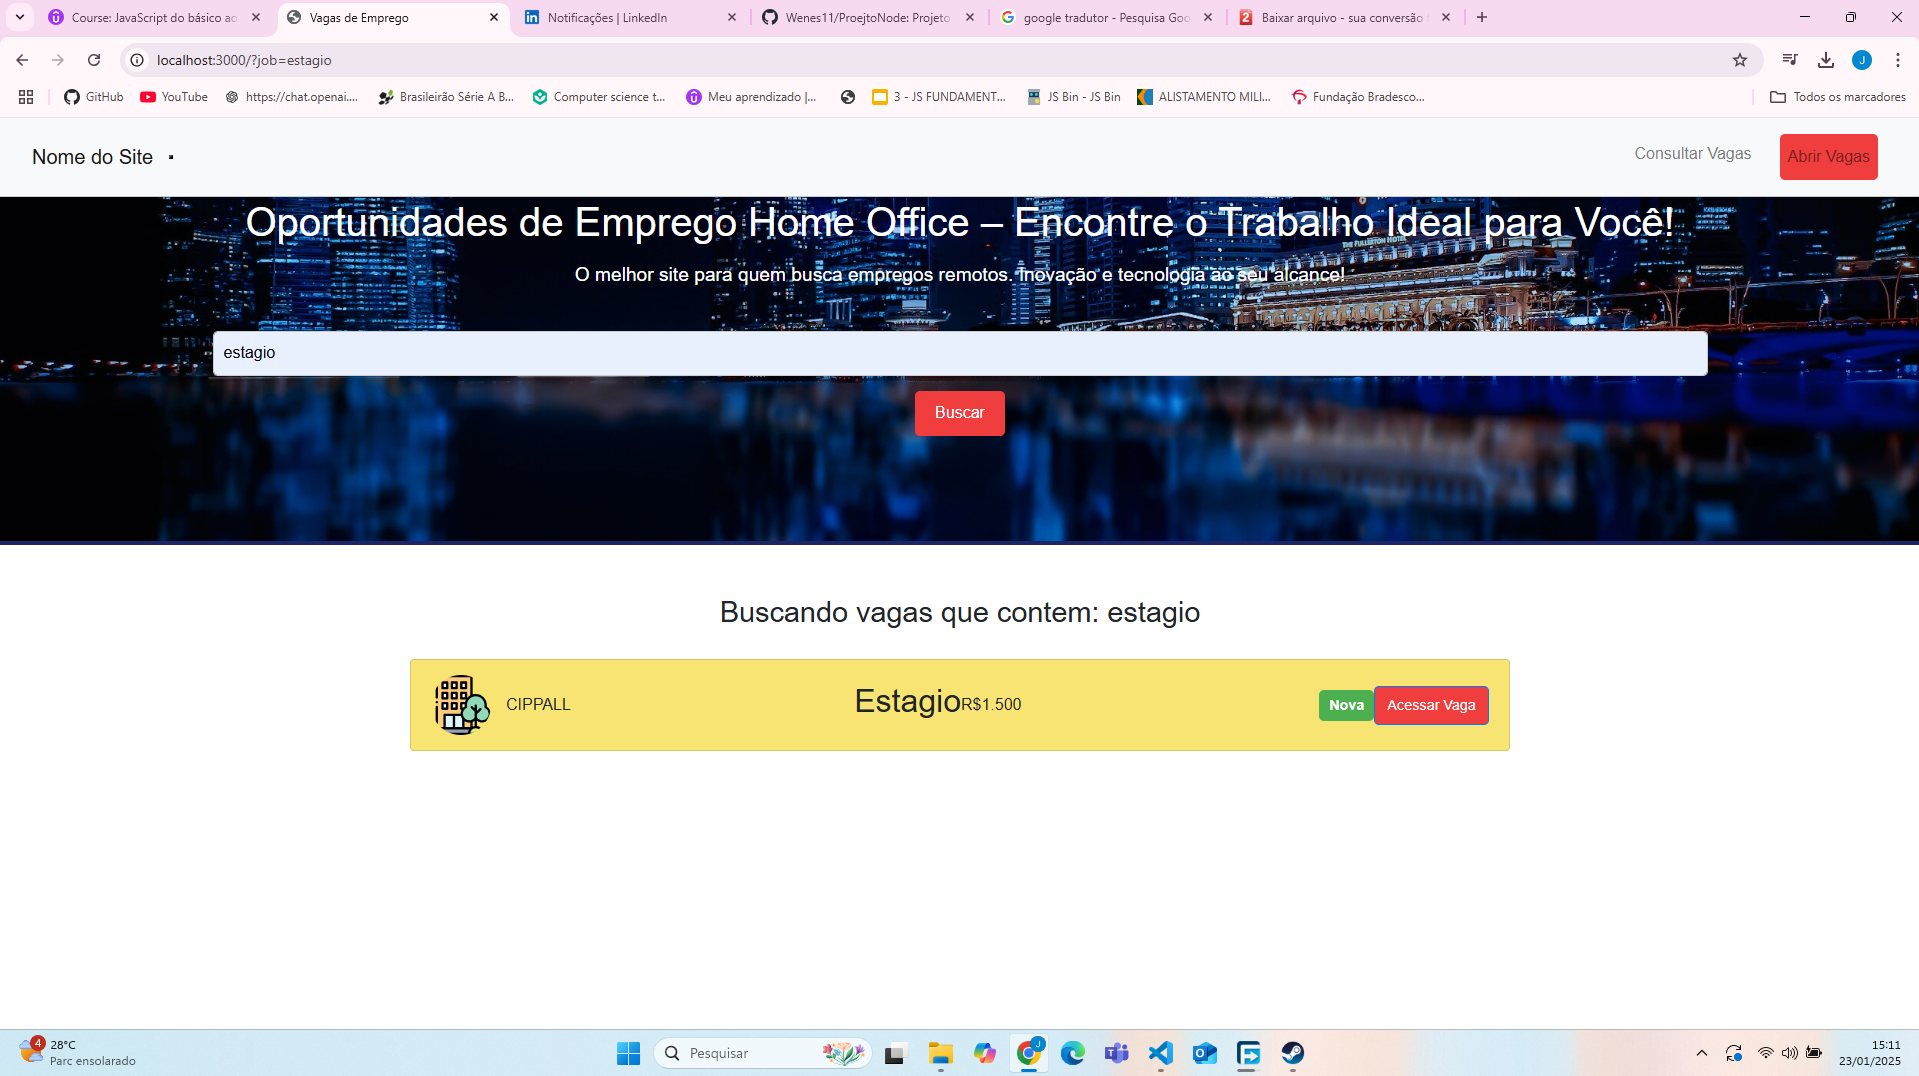 Course: JavaScript do básico ao
Vagas de Emprego
Notificações | LinkedIn
Wenes11/ProejtoNode: Projeto
google tradutor - Pesquisa Goo
Baixar arquivo - sua conversão
localhost:3000/?job=estagio
J
GitHub
YouTube
https://chat.openai....
Brasileirão Série A B...
Computer science t...
Meu aprendizado |...
3 - JS FUNDAMENT...
JS Bin - JS Bin
ALISTAMENTO MILI...
Fundação Bradesco...
Todos os marcadores
Nome do Site
Consultar Vagas
Abrir Vagas
Oportunidades de Emprego Home Office – Encontre o Trabalho Ideal para Você!
THE FULLERTON HOTEL
O melhor site para quem busca empregos remotos. Inovação e tecnologia ao seu alcance!
estagio
Buscar
Buscando vagas que contem: estagio
CIPPALL
Estagio R$1.500
Nova
Acessar Vaga
4
28°C
Parc ensolarado
Pesquisar
J
15:11
23/01/2025